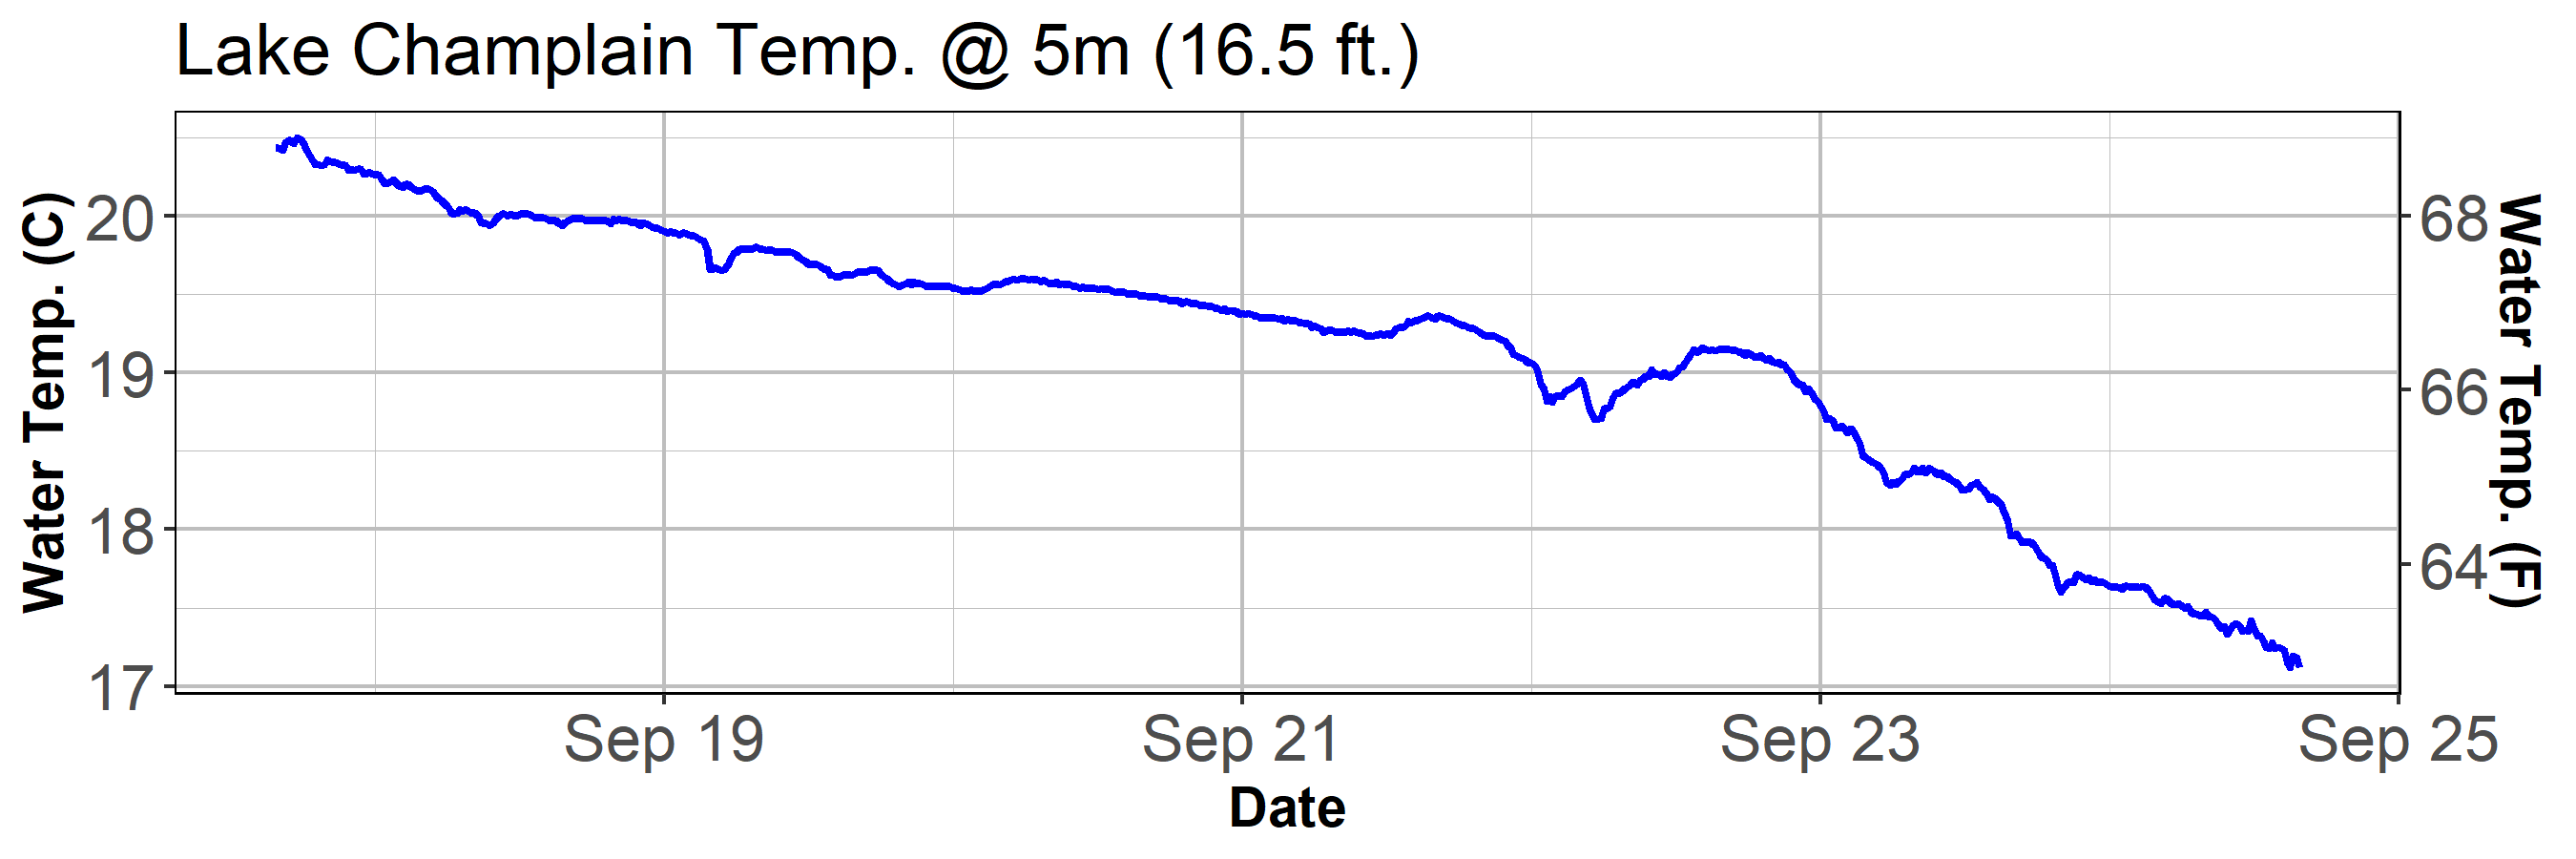 Lake Champlain Temp. @ 5m (16.5 ft.)
Water Temp. (C)
20
19
18
17
68
66
64
Water Temp. (F)
Sep 19
Sep 21
Sep 23
Sep 25
Date